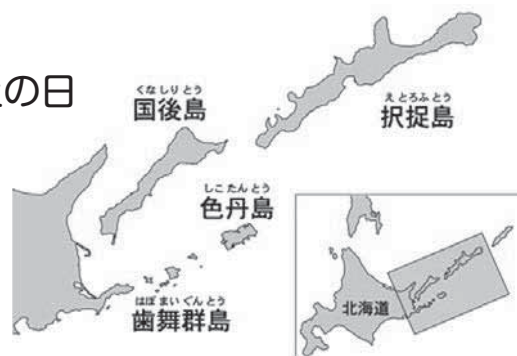 の日
くなしりとう
国後島
えとろふとう
択捉島
しこたんとう
色丹島
はぼまいぐんとう
歯舞群島
北海道